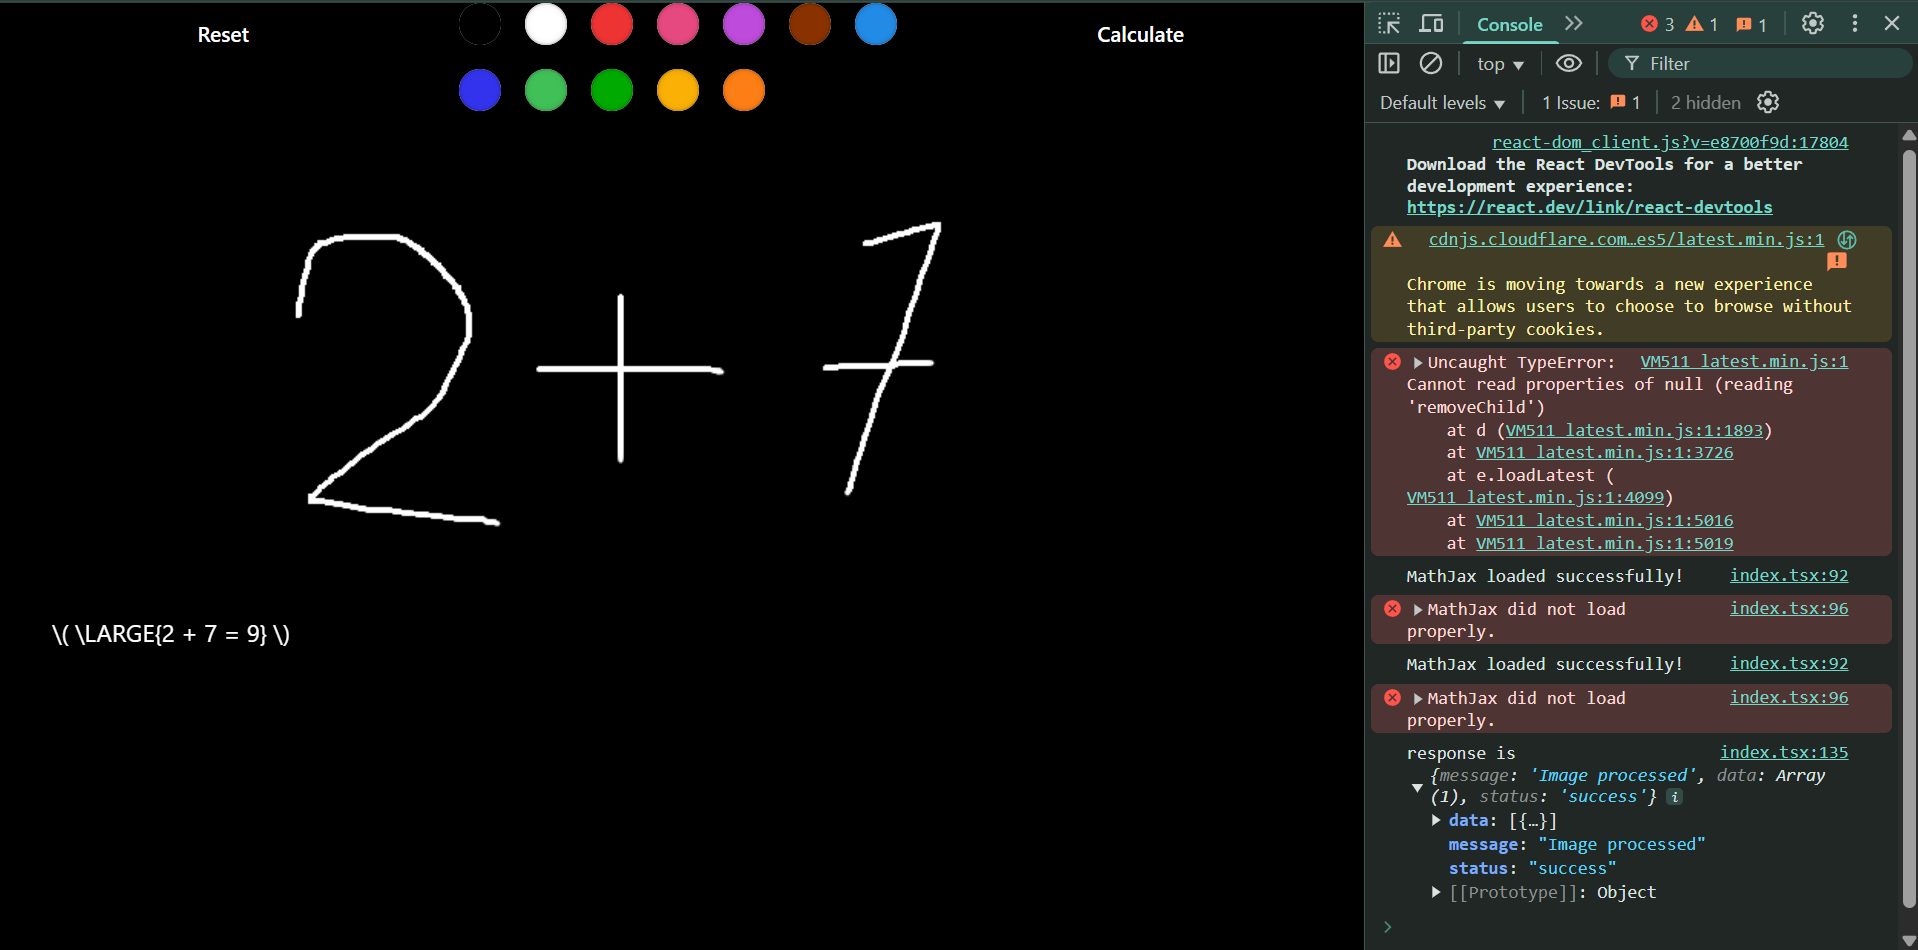 Reset
Calculate
2 + 7
\( \LARGE{2 + 7 = 9} \)
Console
3
1
1
top
Filter
Default levels
1 Issue:
1
2 hidden
react-dom_client.js?v=e8700f9d:17804
Download the React DevTools for a better
development experience:
https://react.dev/link/react-devtools
cdnjs.cloudflare.com…es5/latest.min.js:1
Chrome is moving towards a new experience
that allows users to choose to browse without
third-party cookies.
Uncaught TypeError: VM511 latest.min.js:1
Cannot read properties of null (reading
'removeChild')
at d (VM511 latest.min.js:1:1893)
at VM511 latest.min.js:1:3726
at e.loadLatest (
VM511 latest.min.js:1:4099)
at VM511 latest.min.js:1:5016
at VM511 latest.min.js:1:5019
MathJax loaded successfully! index.tsx:92
MathJax did not load index.tsx:96
properly.
MathJax loaded successfully! index.tsx:92
MathJax did not load index.tsx:96
properly.
response is index.tsx:135
{message: 'Image processed', data: Array
(1), status: 'success'} i
data: [{…}]
message: "Image processed"
status: "success"
[[Prototype]]: Object